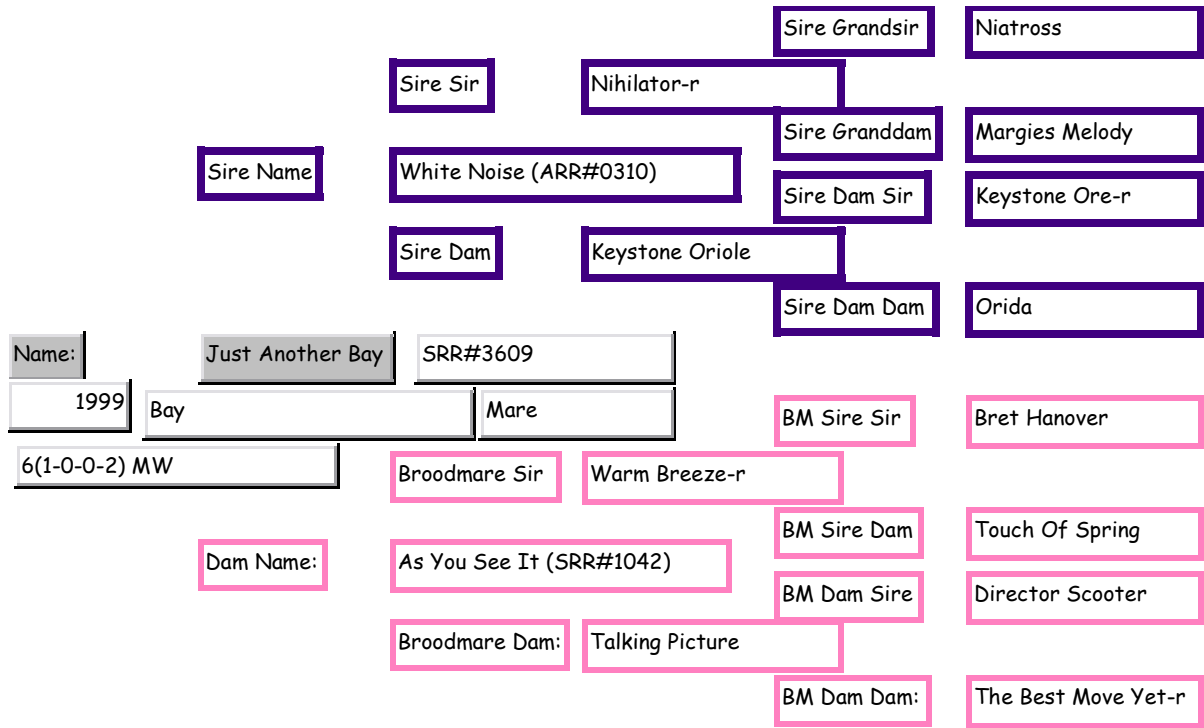 Sire Grandsir Niatross
Sire Sir Nihilator-r
Sire Granddam Margies Melody
Sire Name White Noise (ARR#0310)
Sire Dam Sir Keystone Ore-r
Sire Dam Keystone Oriole
Sire Dam Dam Orida
Name: Just Another Bay SRR#3609
1999 Bay Mare
BM Sire Sir Bret Hanover
6(1-0-0-2) MW
Broodmare Sir Warm Breeze-r
BM Sire Dam Touch Of Spring
Dam Name: As You See It (SRR#1042)
BM Dam Sire Director Scooter
Broodmare Dam: Talking Picture
BM Dam Dam: The Best Move Yet-r